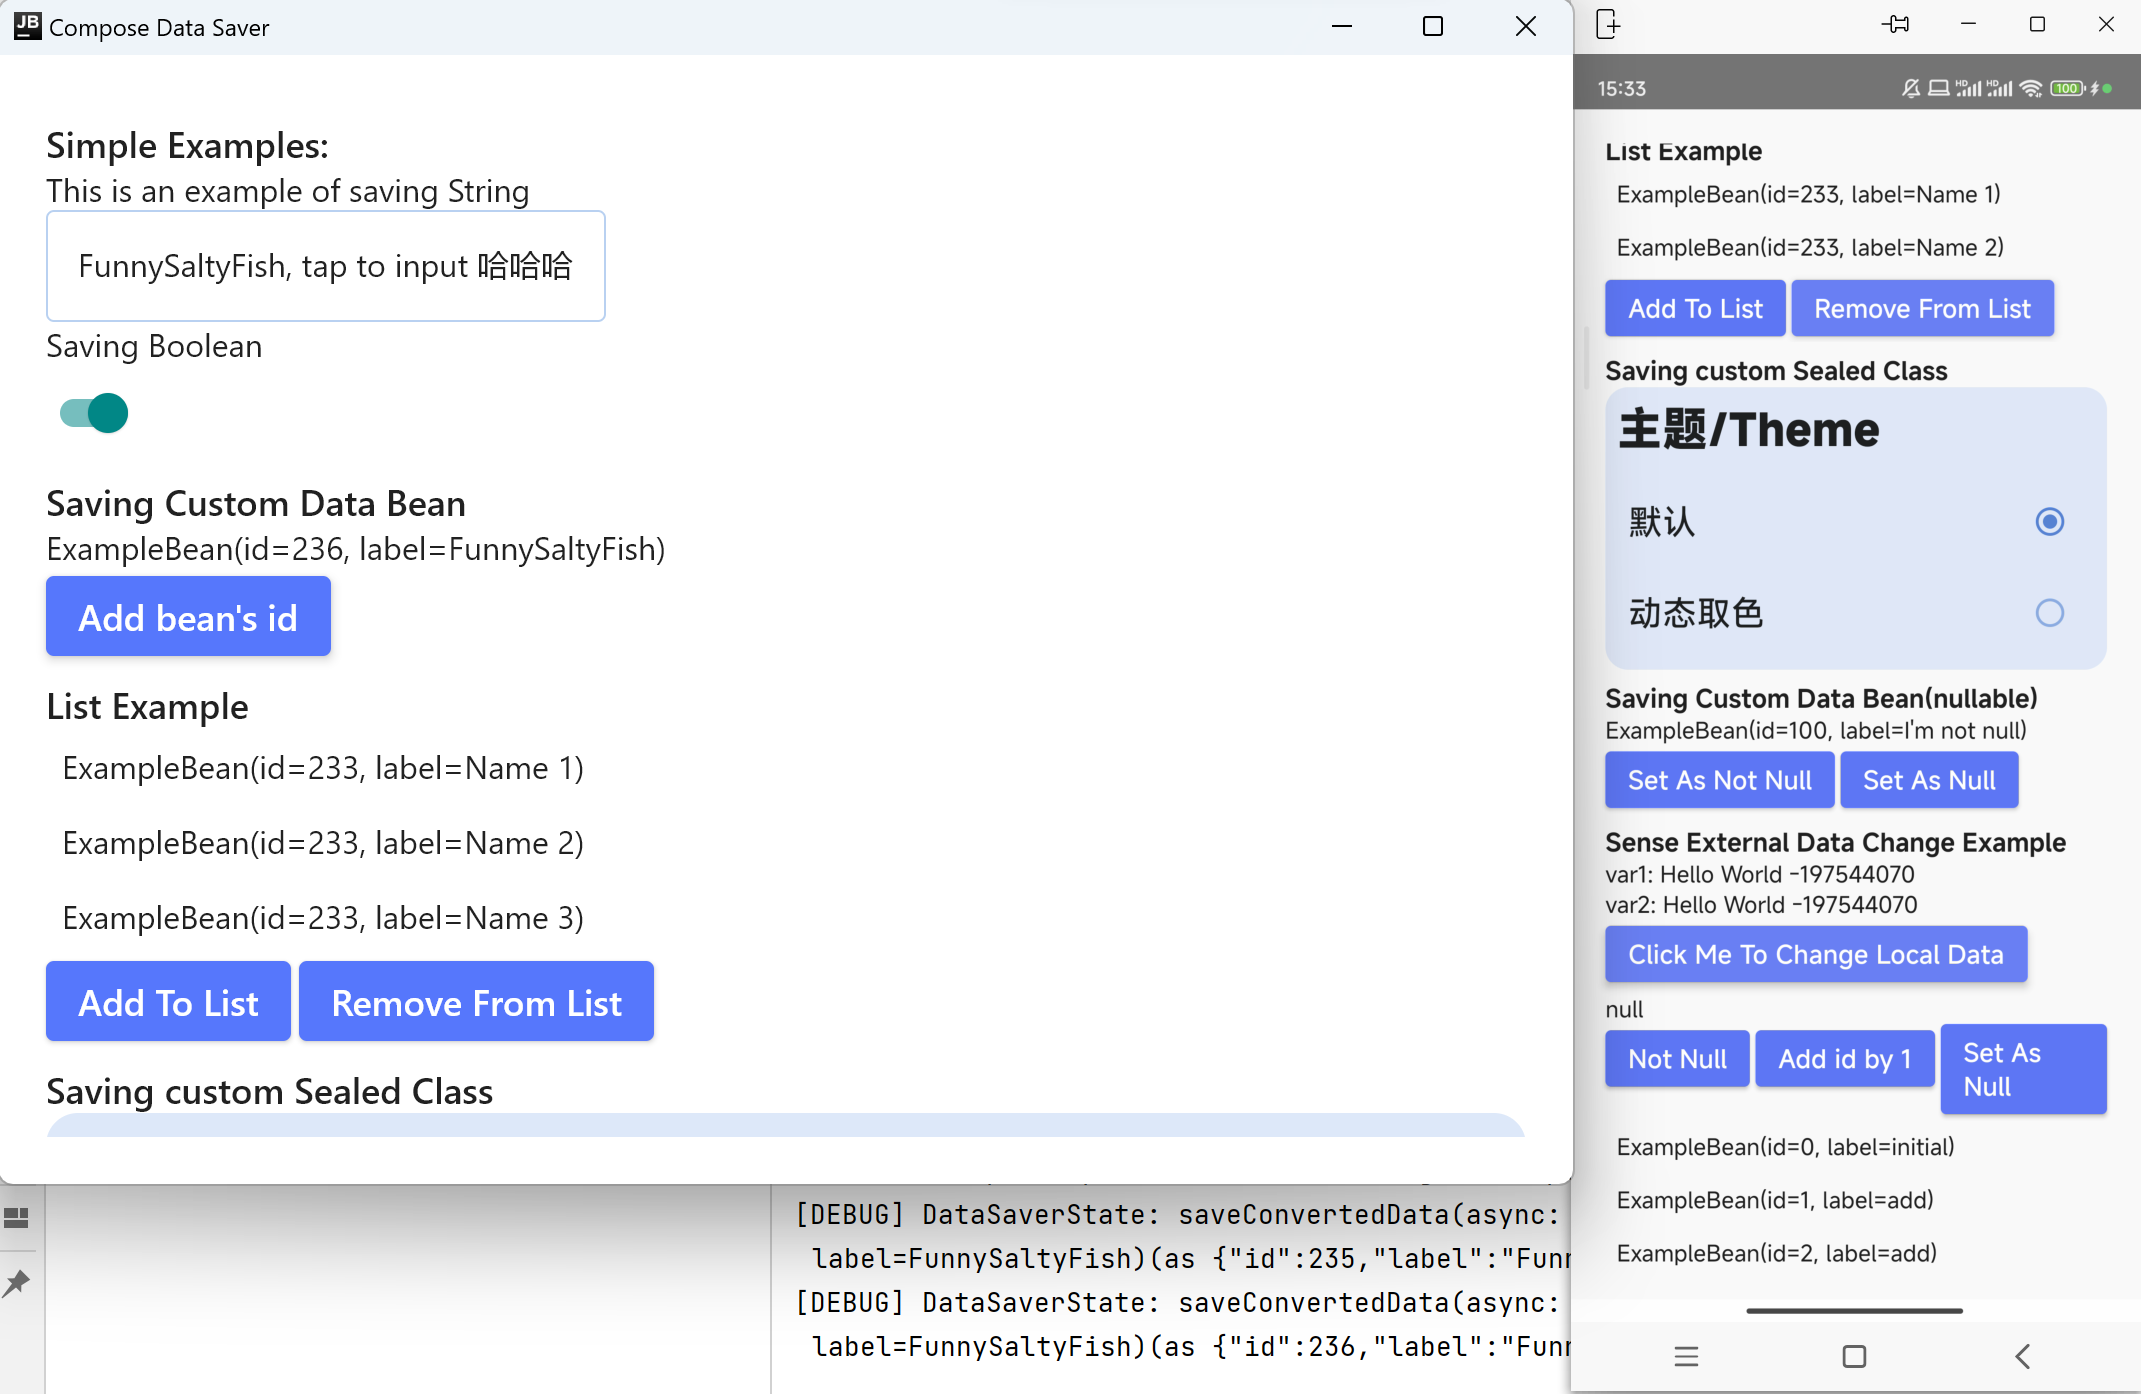 JB Compose Data Saver
Simple Examples:
This is an example of saving String
FunnySaltyFish, tap to input 哈哈哈
Saving Boolean
Saving Custom Data Bean
ExampleBean(id=236, label=FunnySaltyFish)
Add bean's id
List Example
ExampleBean(id=233, label=Name 1)
ExampleBean(id=233, label=Name 2)
ExampleBean(id=233, label=Name 3)
Add To List Remove From List
Saving custom Sealed Class
[DEBUG] DataSaverState: saveConvertedData(async:
label=FunnySaltyFish)(as {"id":235,"label":"Funn
[DEBUG] DataSaverState: saveConvertedData(async:
label=FunnySaltyFish)(as {"id":236,"label":"Funn
15:33 HD HD 100
List Example
ExampleBean(id=233, label=Name 1)
ExampleBean(id=233, label=Name 2)
Add To List Remove From List
Saving custom Sealed Class
主题/Theme
默认
动态取色
Saving Custom Data Bean(nullable)
ExampleBean(id=100, label=I'm not null)
Set As Not Null Set As Null
Sense External Data Change Example
var1: Hello World -197544070
var2: Hello World -197544070
Click Me To Change Local Data
null
Not Null Add id by 1 Set As
Null
ExampleBean(id=0, label=initial)
ExampleBean(id=1, label=add)
ExampleBean(id=2, label=add)